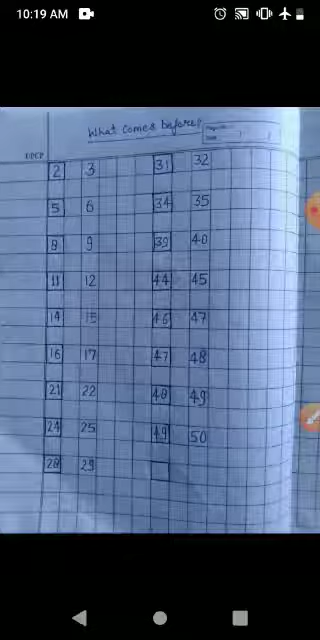 10:19 AM
What comes before?
2 3 31 32
5 6 34 35
8 9 39 40
11 12 44 45
14 15 46 47
16 17 47 48
21 22 48 49
24 25 49 50
28 29